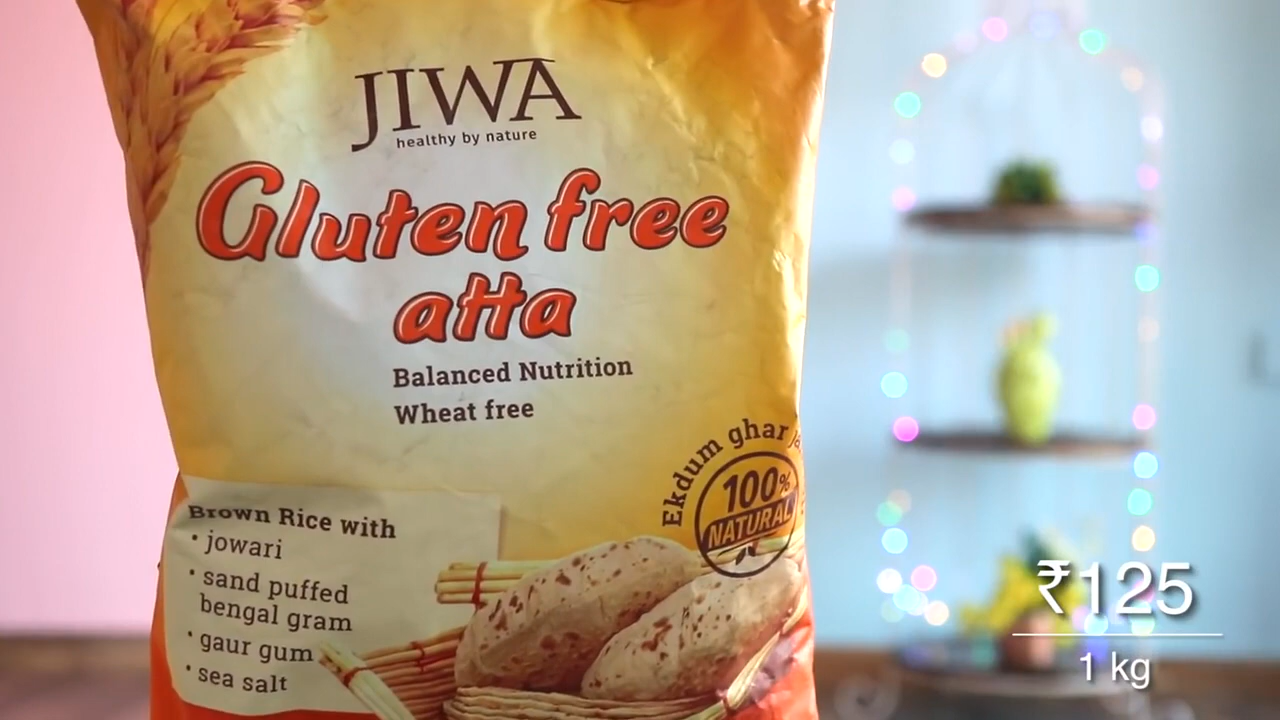 JIWA
healthy by nature
Gluten free
atta
Balanced Nutrition
Wheat free
Ekdum ghar
100%
NATURAL
Brown Rice with
• jowari
• sand puffed
bengal gram
• gaur gum
• sea salt
₹125
1 kg